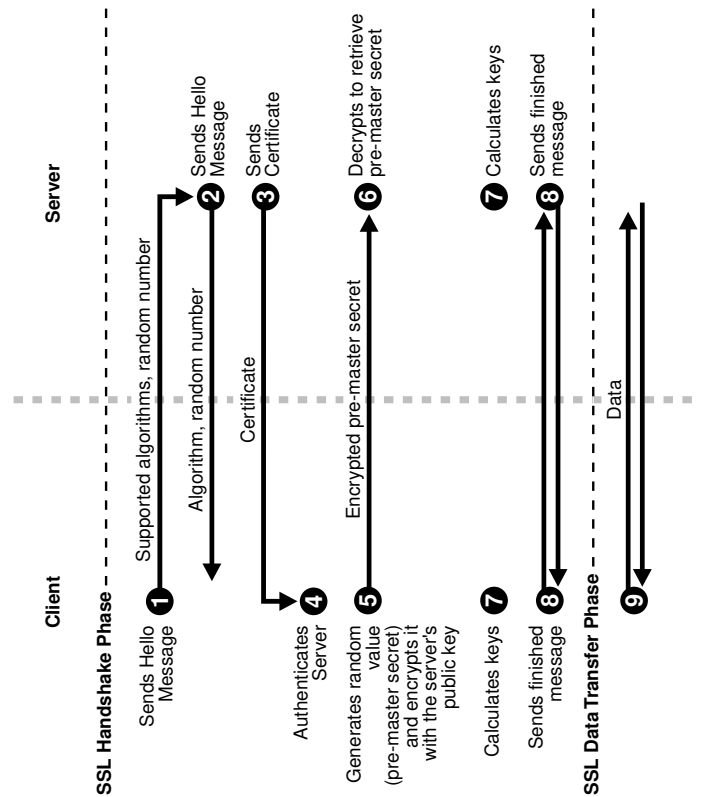 Client
Server
SSL Handshake Phase
Sends Hello
Message
1
Supported algorithms, random number
2
Sends Hello
Message
Algorithm, random number
3
Sends
Certificate
Certificate
4
Authenticates
Server
5
Generates random
value
(pre-master secret)
and encrypts it
with the server's
public key
Encrypted pre-master secret
6
Decrypts to retrieve
pre-master secret
Calculates keys
7
7
Calculates keys
Sends finished
message
8
8
Sends finished
message
SSL Data Transfer Phase
9
Data